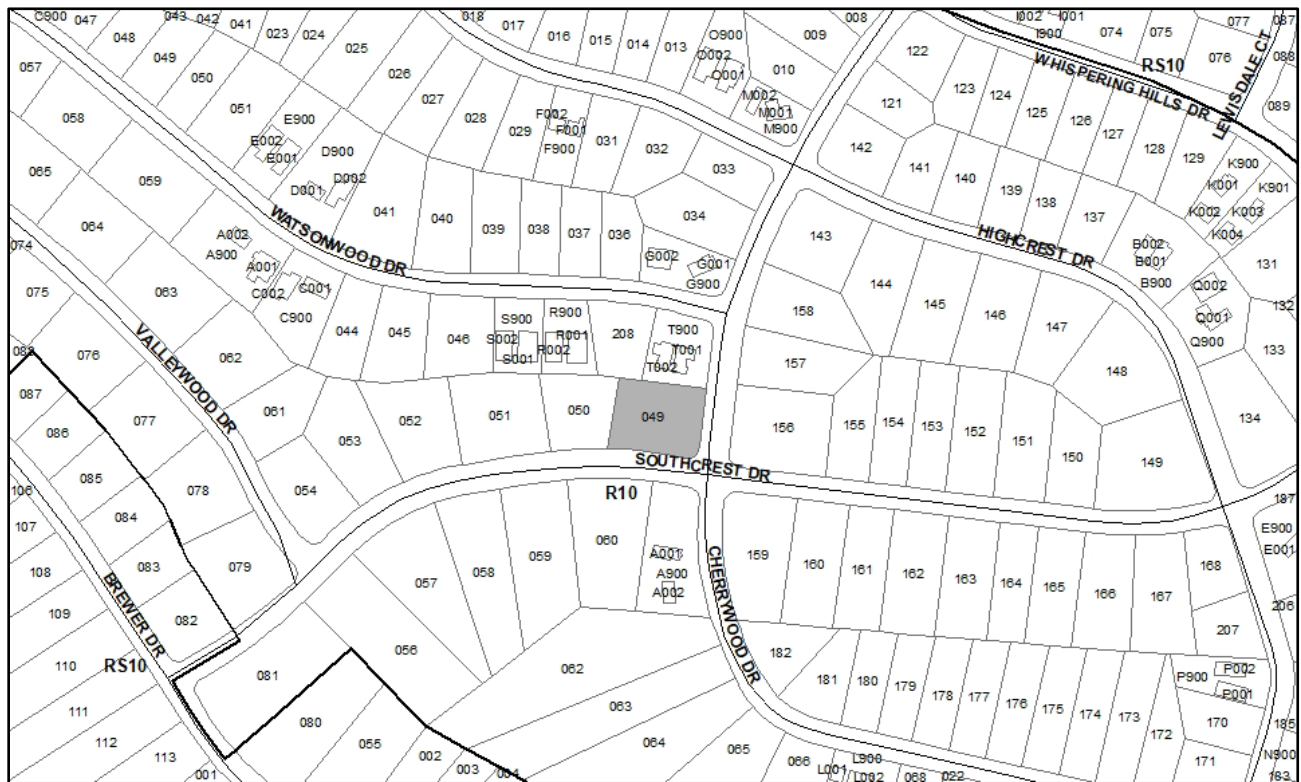 C900 047 043 042 041 018 017 016 015 014 013 O900 008 009 I002 I001 I900 074 075 077 087
048 023 024 025 O002 O001 010 122 RS10 076 088
057 049 050 026 M002 M001 M900 WHISPERING HILLS DR LEWISDALE CT
058 051 E900 027 028 029 F002 F001 F900 031 032 121 123 124 125 126 127 128 129 089
E002 E001 D900 033 142 141 140 139 138 137 K900 K901
065 059 D001 D002 041 040 039 038 037 036 034 K001 K002 K003 K004
064 A002 A900 WATSONWOOD DR G002 G001 G900 143 144 HIGHCREST DR B002 B001 B900 131
074 075 A001 C002 C001 C900 145 146 147 Q002 Q001 Q900 132
063 044 045 046 S900 S002 S001 R900 R001 R002 208 T900 T001 T002 158 133
076 062 VALLEYWOOD DR 157 148
087 086 077 061 052 051 050 049 156 155 154 153 152 151 150 149 134
085 053 SOUTHCREST DR
106 107 084 078 054 R10 187
108 083 079 057 058 059 060 A001 A900 A002 159 160 161 162 163 164 165 166 167 168 E900 E001
109 BREWER DR 082 CHERRYWOOD DR 206
110 RS10 081 056 062 182 207
111 080 063 181 180 179 178 177 176 175 174 173 172 P900 P002 P001
112 113 055 064 065 170 185
001 002 003 004 066 L900 L001 L002 068 022 171 N900 183